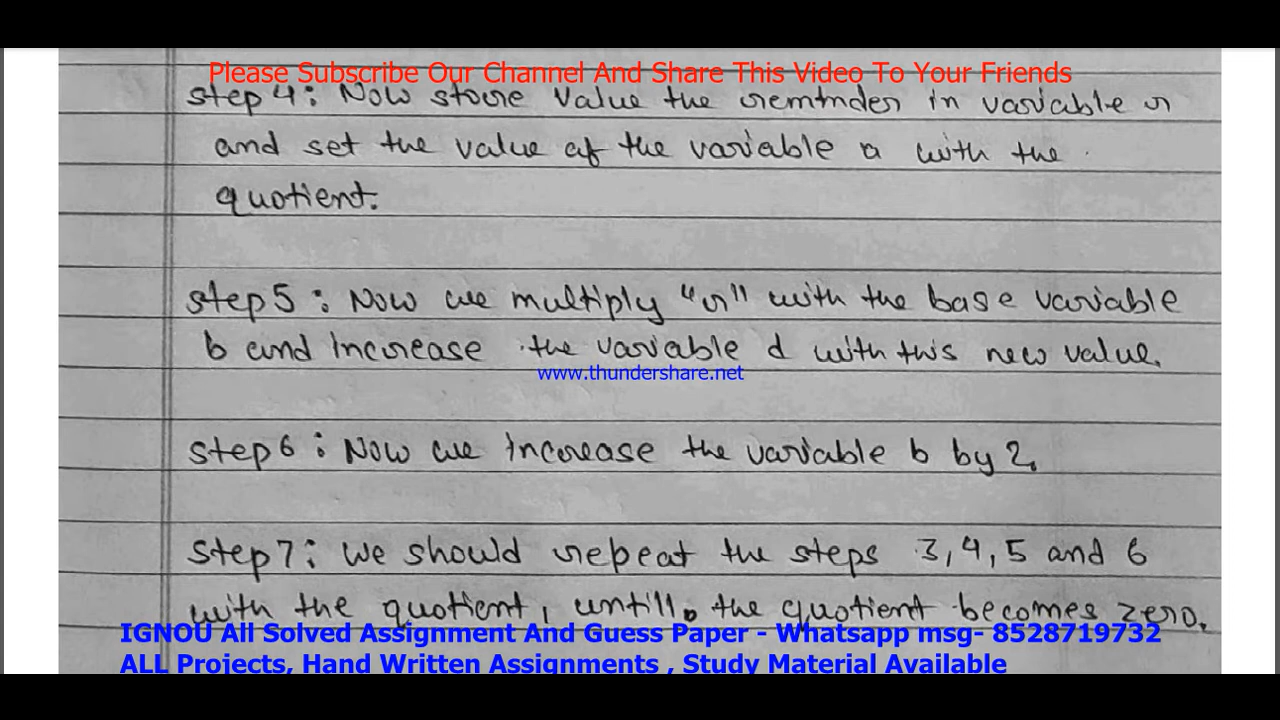 Please Subscribe Our Channel And Share This Video To Your Friends
step 4: Now store value the remtnder in variable r
and set the value of the variable a with the
quotient.
step 5: Now we multiply "r" with the base variable
b and Increase the variable d with this new value.
www.thundershare.net
step 6: Now we Increase the variable b by 2.
step 7: we should repeat the steps 3,4,5 and 6
with the quotient, untill the quotient becomes zero.
IGNOU All Solved Assignment And Guess Paper - Whatsapp msg- 8528719732
ALL Projects, Hand Written Assignments , Study Material Available